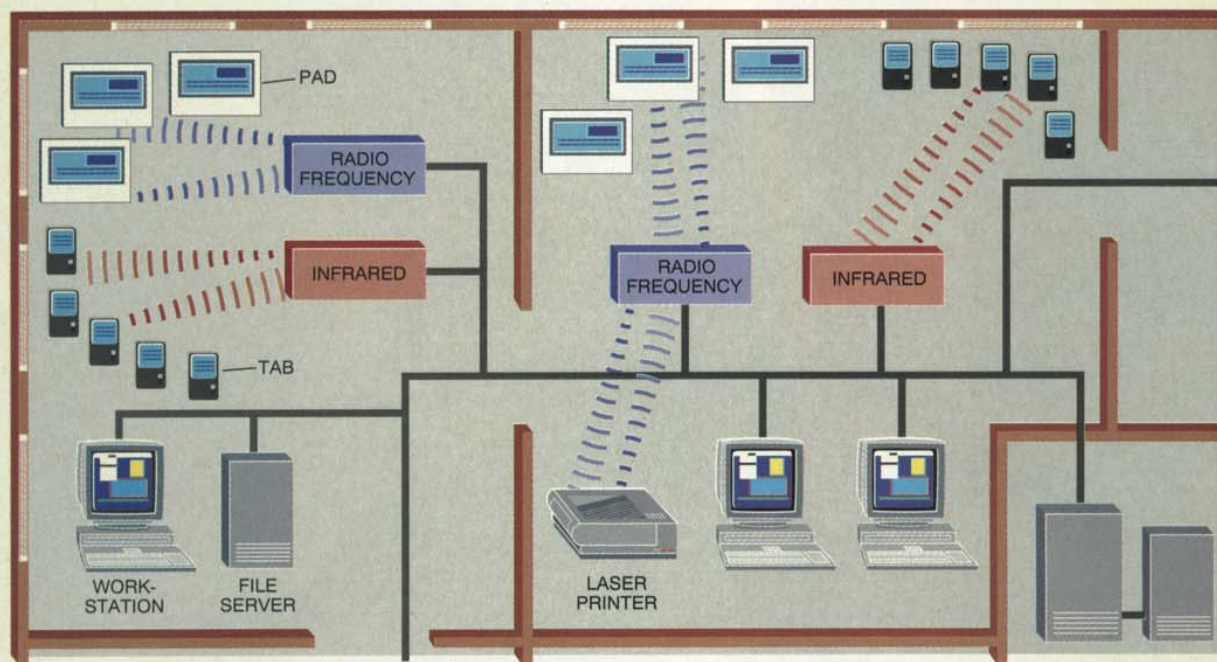 PAD
RADIO
FREQUENCY
INFRARED
TAB
WORK-
STATION
FILE
SERVER
RADIO
FREQUENCY
INFRARED
LASER
PRINTER